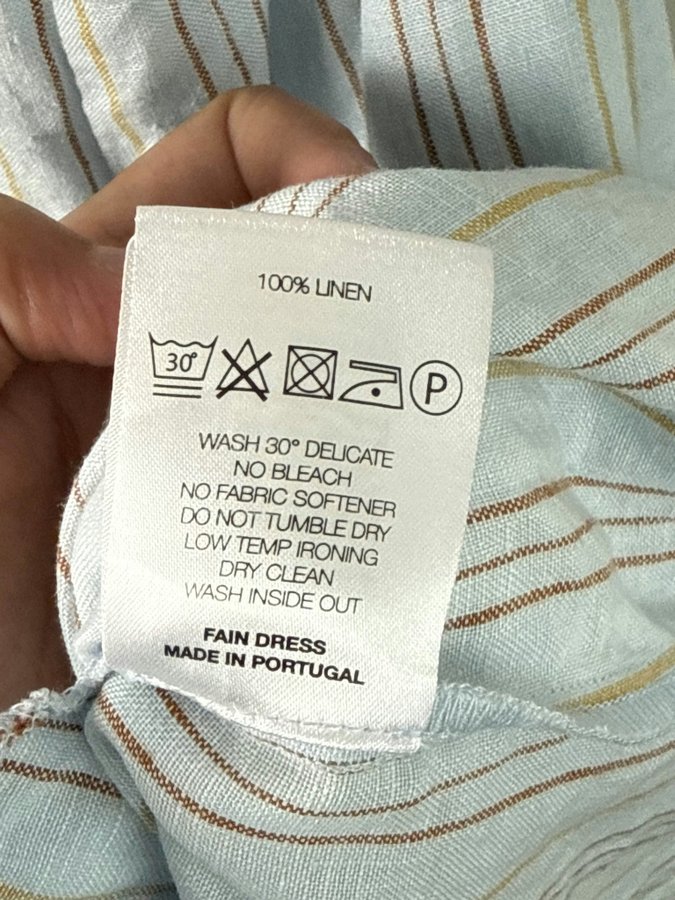 100% LINEN
30° P
WASH 30° DELICATE
NO BLEACH
NO FABRIC SOFTENER
DO NOT TUMBLE DRY
LOW TEMP IRONING
DRY CLEAN
WASH INSIDE OUT
FAIN DRESS
MADE IN PORTUGAL